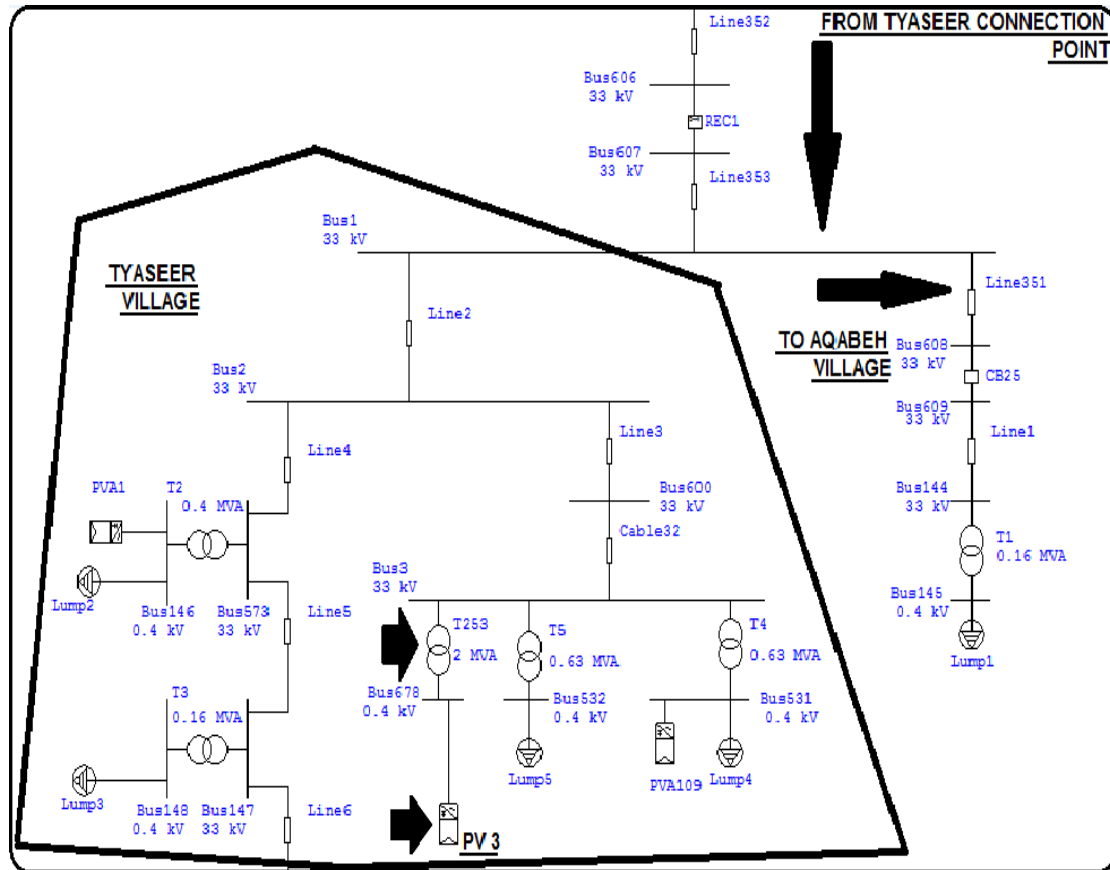 Line352
FROM TYASEER CONNECTION
POINT
Bus606
33 kV
REC1
Bus607
33 kV
Line353
Bus1
33 kV
TYASEER
VILLAGE
Line2
Line351
TO AQABEH
VILLAGE
Bus608
33 kV
CB25
Bus2
33 kV
Bus609
33 kV
Line4
Line3
Line1
PVA1
T2
0.4 MVA
Bus600
33 kV
Bus144
33 kV
Cable32
T1
0.16 MVA
Lump2
Bus146
0.4 kV
Bus573
33 kV
Line5
Bus3
33 kV
Bus145
0.4 kV
T253
2 MVA
T5
0.63 MVA
T4
0.63 MVA
Lump1
T3
0.16 MVA
Bus678
0.4 kV
Bus532
0.4 kV
Bus531
0.4 kV
Lump3
Bus148
0.4 kV
Bus147
33 kV
Line6
Lump5
PVA109
Lump4
PV 3